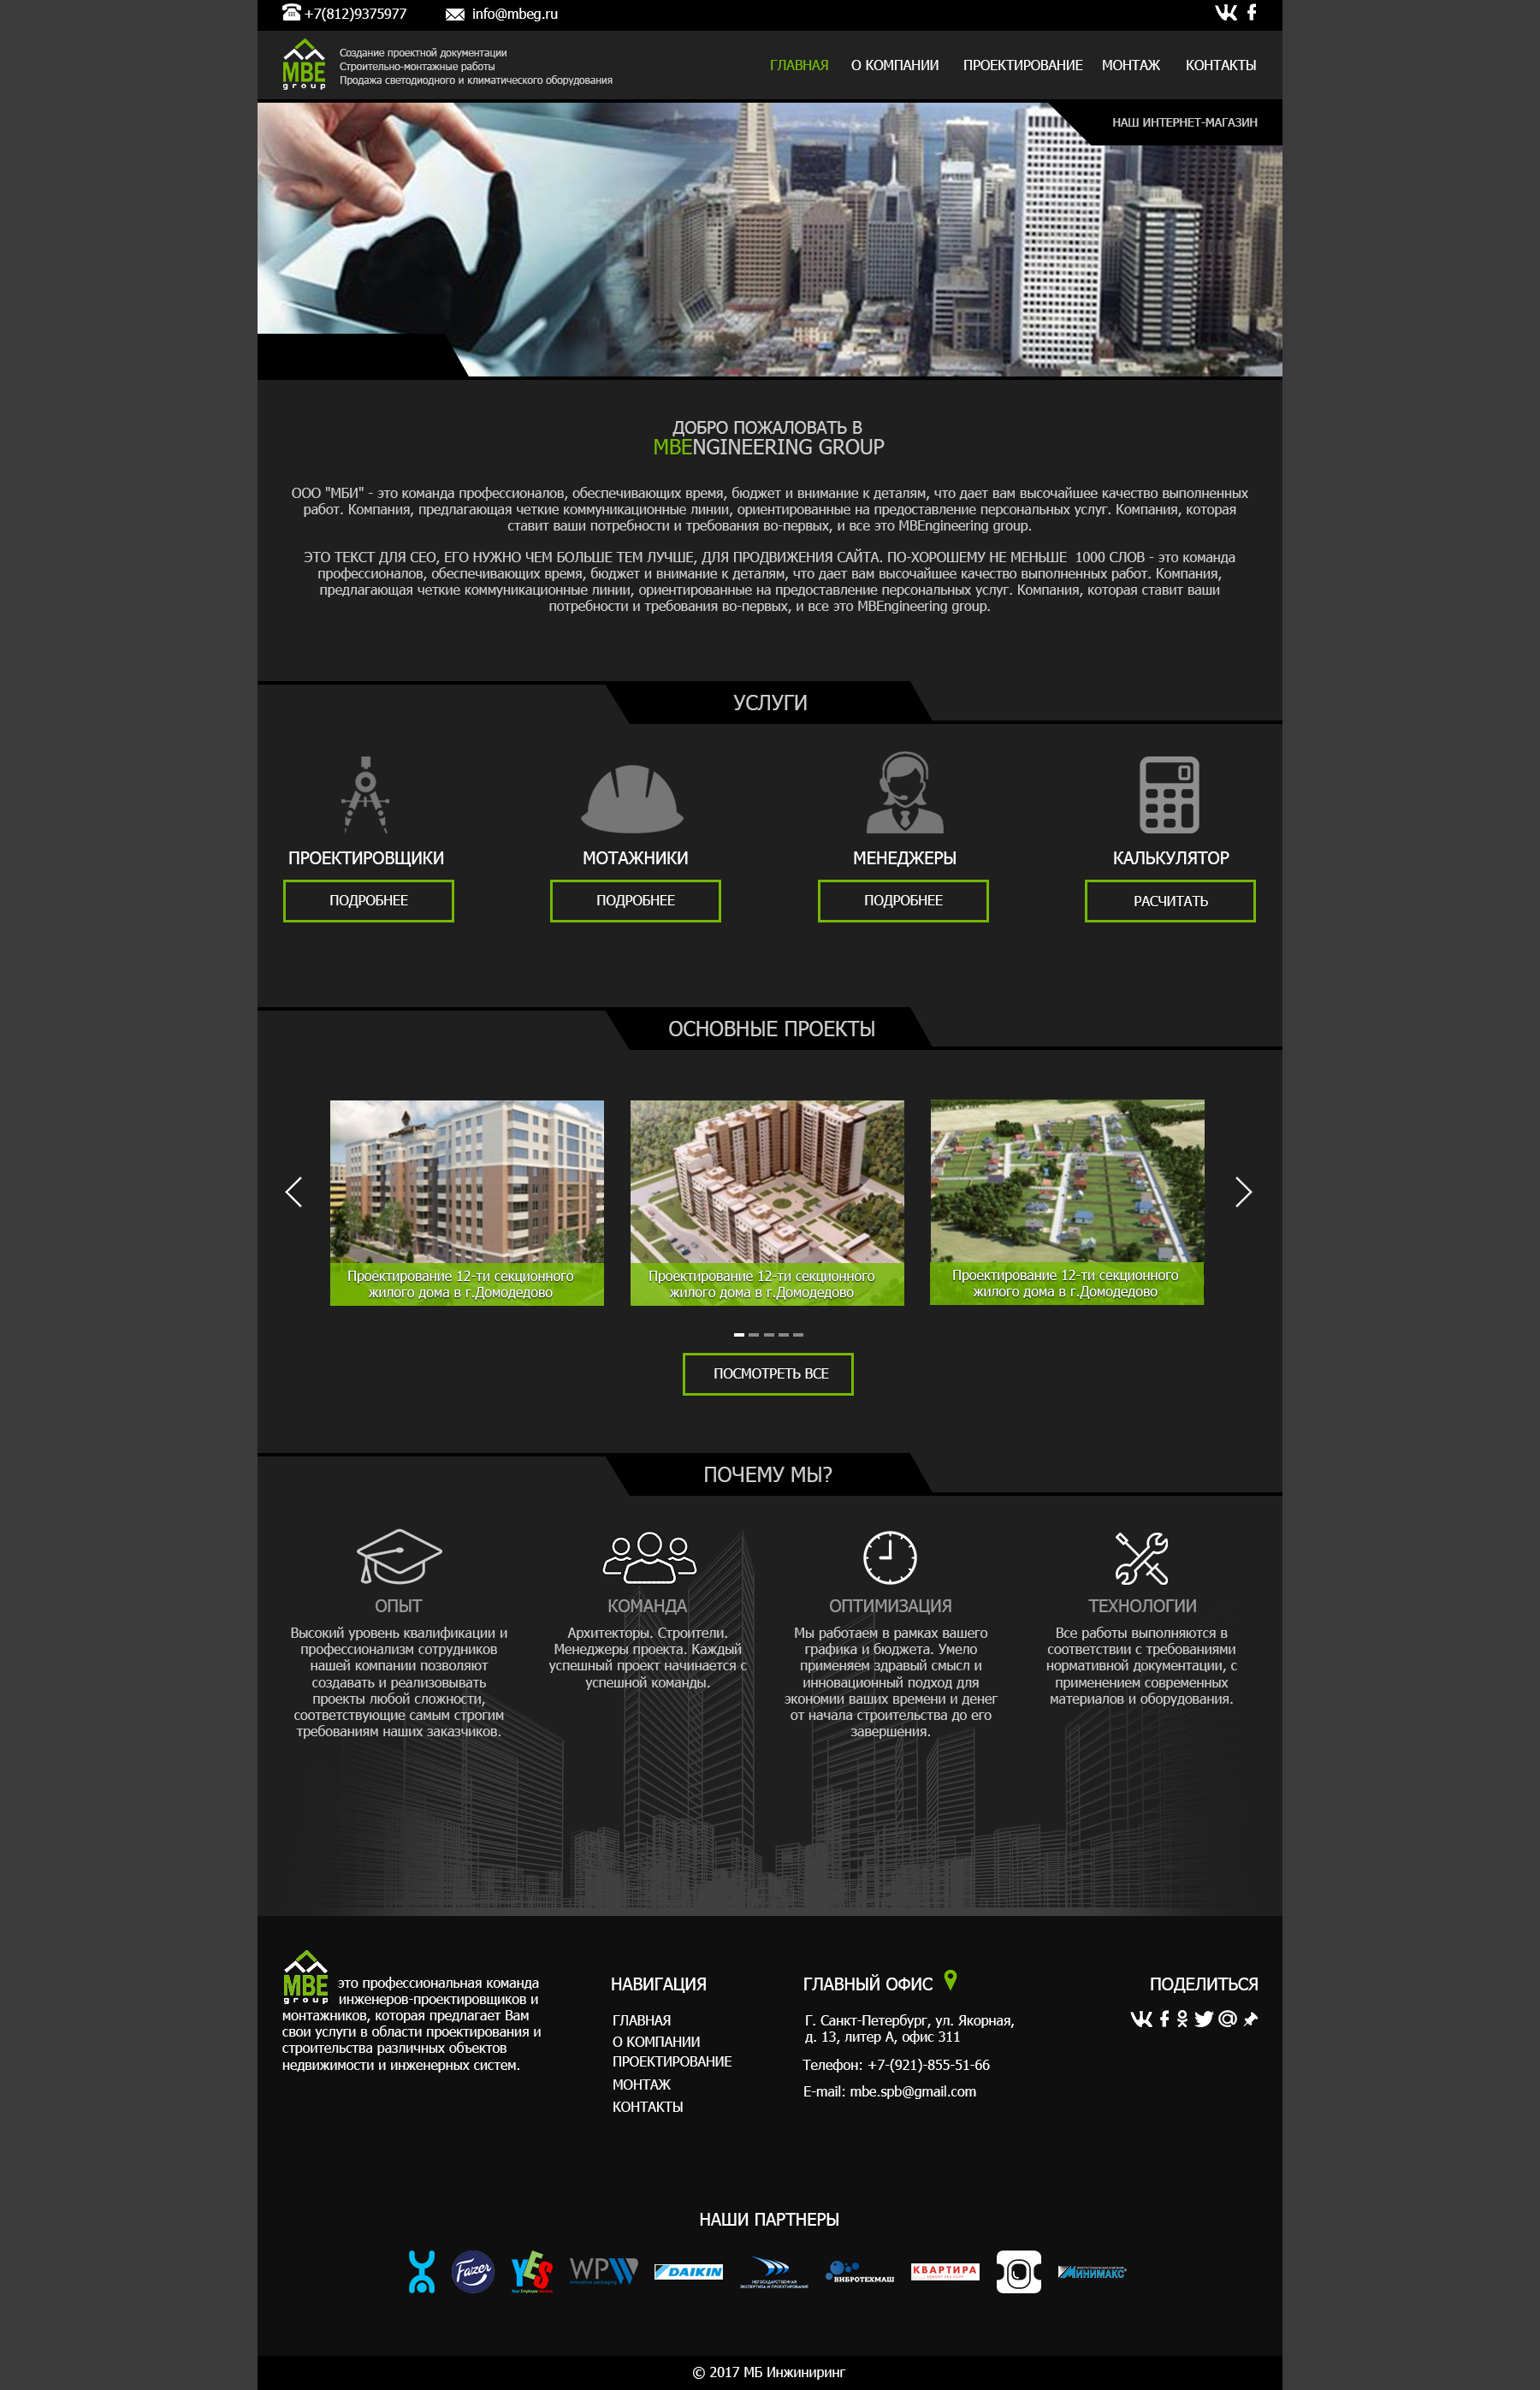 +7(812)9375977
info@mbeg.ru
MBE
group
Создание проектной документации
Строительно-монтажные работы
Продажа светодиодного и климатического оборудования
ГЛАВНАЯ
О КОМПАНИИ
ПРОЕКТИРОВАНИЕ
МОНТАЖ
КОНТАКТЫ
НАШ ИНТЕРНЕТ-МАГАЗИН
ДОБРО ПОЖАЛОВАТЬ В
MBENGINEERING GROUP
ООО "МБИ" - это команда профессионалов, обеспечивающих время, бюджет и внимание к деталям, что дает вам высочайшее качество выполненных
работ. Компания, предлагающая четкие коммуникационные линии, ориентированные на предоставление персональных услуг. Компания, которая
ставит ваши потребности и требования во-первых, и все это MBEngineering group.
ЭТО ТЕКСТ ДЛЯ СЕО, ЕГО НУЖНО ЧЕМ БОЛЬШЕ ТЕМ ЛУЧШЕ, ДЛЯ ПРОДВИЖЕНИЯ САЙТА. ПО-ХОРОШЕМУ НЕ МЕНЬШЕ 1000 СЛОВ - это команда
профессионалов, обеспечивающих время, бюджет и внимание к деталям, что дает вам высочайшее качество выполненных работ. Компания,
предлагающая четкие коммуникационные линии, ориентированные на предоставление персональных услуг. Компания, которая ставит ваши
потребности и требования во-первых, и все это MBEngineering group.
УСЛУГИ
ПРОЕКТИРОВЩИКИ
ПОДРОБНЕЕ
МОТАЖНИКИ
ПОДРОБНЕЕ
МЕНЕДЖЕРЫ
ПОДРОБНЕЕ
КАЛЬКУЛЯТОР
РАСЧИТАТЬ
ОСНОВНЫЕ ПРОЕКТЫ
Проектирование 12-ти секционного
жилого дома в г.Домодедово
Проектирование 12-ти секционного
жилого дома в г.Домодедово
Проектирование 12-ти секционного
жилого дома в г.Домодедово
ПОСМОТРЕТЬ ВСЕ
ПОЧЕМУ МЫ?
ОПЫТ
Высокий уровень квалификации и
профессионализм сотрудников
нашей компании позволяют
создавать и реализовывать
проекты любой сложности,
соответствующие самым строгим
требованиям наших заказчиков.
КОМАНДА
Архитекторы. Строители.
Менеджеры проекта. Каждый
успешный проект начинается с
успешной команды.
ОПТИМИЗАЦИЯ
Мы работаем в рамках вашего
графика и бюджета. Умело
применяем здравый смысл и
инновационный подход для
экономии ваших времени и денег
от начала строительства до его
завершения.
ТЕХНОЛОГИИ
Все работы выполняются в
соответствии с требованиями
нормативной документации, с
применением современных
материалов и оборудования.
MBE
group
это профессиональная команда
инженеров-проектировщиков и
монтажников, которая предлагает Вам
свои услуги в области проектирования и
строительства различных объектов
недвижимости и инженерных систем.
НАВИГАЦИЯ
ГЛАВНАЯ
О КОМПАНИИ
ПРОЕКТИРОВАНИЕ
МОНТАЖ
КОНТАКТЫ
ГЛАВНЫЙ ОФИС
Г. Санкт-Петербург, ул. Якорная,
д. 13, литер А, офис 311
Телефон: +7-(921)-855-51-66
E-mail: mbe.spb@gmail.com
ПОДЕЛИТЬСЯ
НАШИ ПАРТНЕРЫ
Fazer
YES
WP
DAIKIN
НЕГОСУДАРСТВЕННАЯ
ЭКСПЕРТИЗА И ПРОЕКТИРОВАНИЕ
ВИБРОТЕХМАШ
КВАРТИРА
МИНИМАКС
© 2017 МБ Инжиниринг